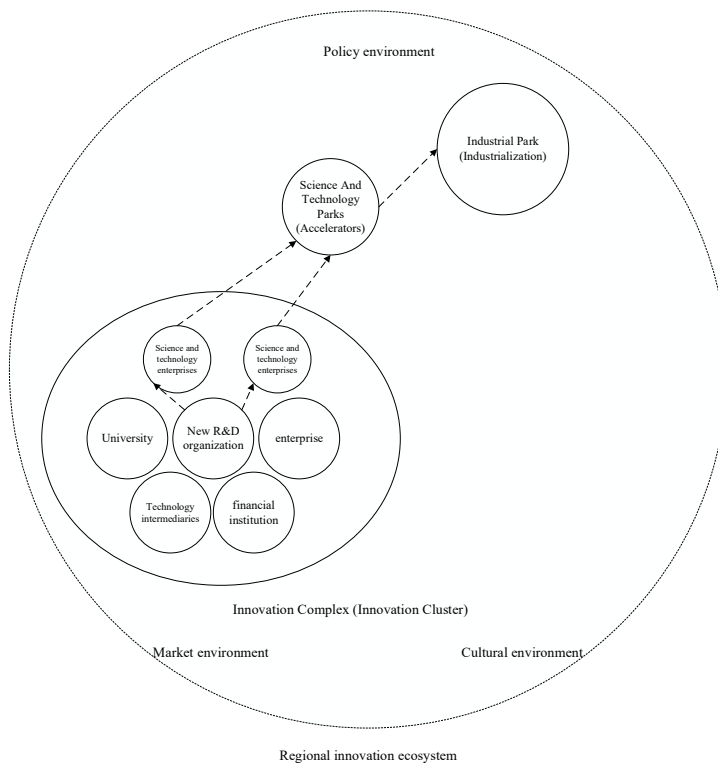 Policy environment
Industrial Park
(Industrialization)
Science And
Technology
Parks
(Accelerators)
Science and
technology
enterprises
Science and
technology
enterprises
University
New R&D
organization
enterprise
Technology
intermediaries
financial
institution
Innovation Complex (Innovation Cluster)
Market environment
Cultural environment
Regional innovation ecosystem